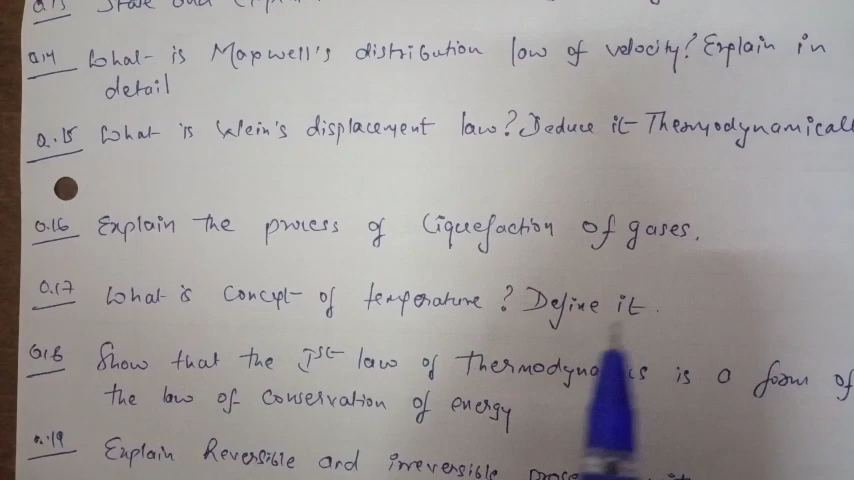 Q.14 What is Maxwell's distribution law of velocity? Explain in
detail
Q.15 What is Wein's displacement law? Deduce it Thermodynamicall
Q.16 Explain the process of liquefaction of gases.
Q.17 What is concept of temperature? Define it.
Q.18 Show that the Ist law of Thermodynamics is a form of
the law of conservation of energy
Q.19 Explain Reversible and irreversible